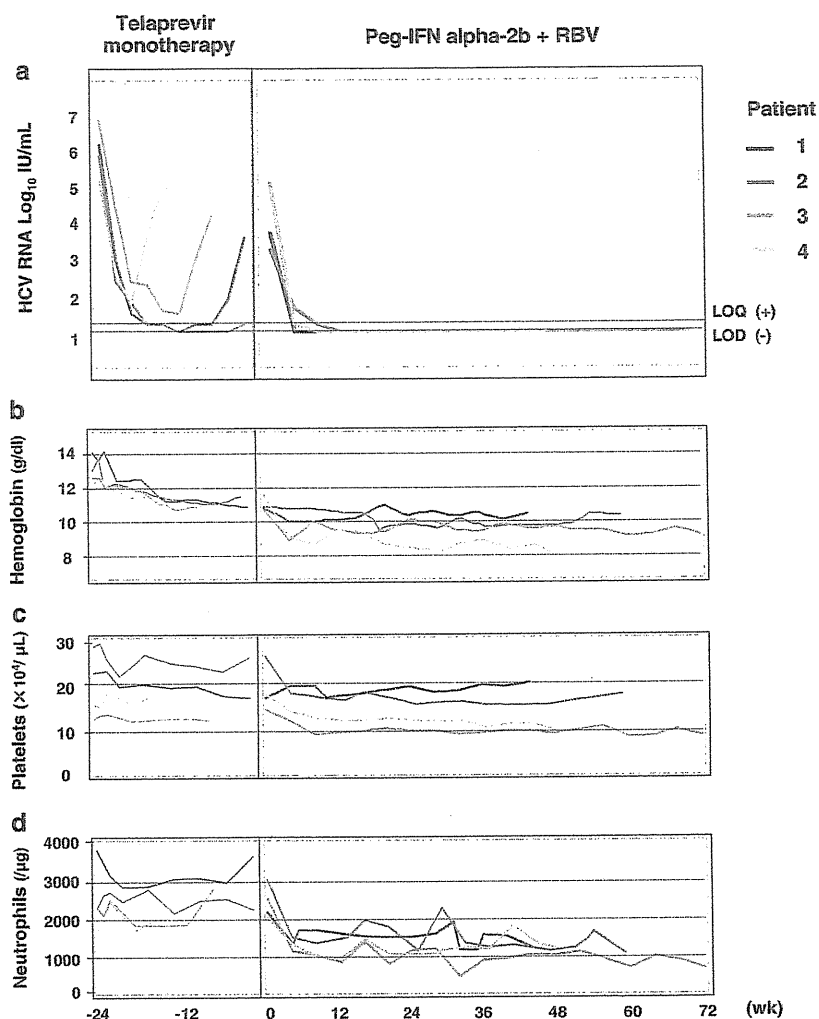 Telaprevir
monotherapy
Peg-IFN alpha-2b + RBV
a
HCV RNA Log10 IU/mL
7
6
5
4
3
2
1
LOQ (+)
LOD (-)
Patient
1
2
3
4
b
Hemoglobin (g/dl)
14
12
10
8
c
Platelets (×10⁴/ μL)
30
20
10
0
d
Neutrophils (/μg)
4000
3000
2000
1000
0
-24 -12 0 12 24 36 48 60 72 (wk)